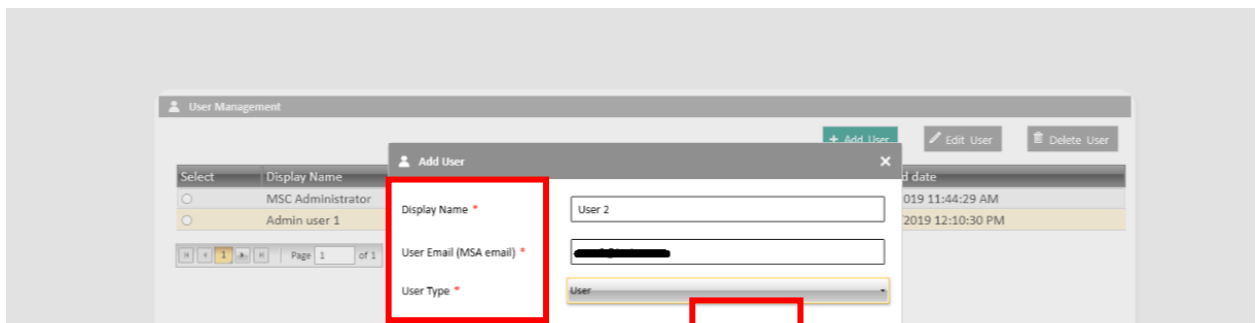 User Management
+ Add User Edit User Delete User
Add User ×
Select Display Name d date
MSC Administrator 019 11:44:29 AM
Admin user 1 /2019 12:10:30 PM
Display Name * User 2
User Email (MSA email) *
1 Page 1 of 1
User Type * User